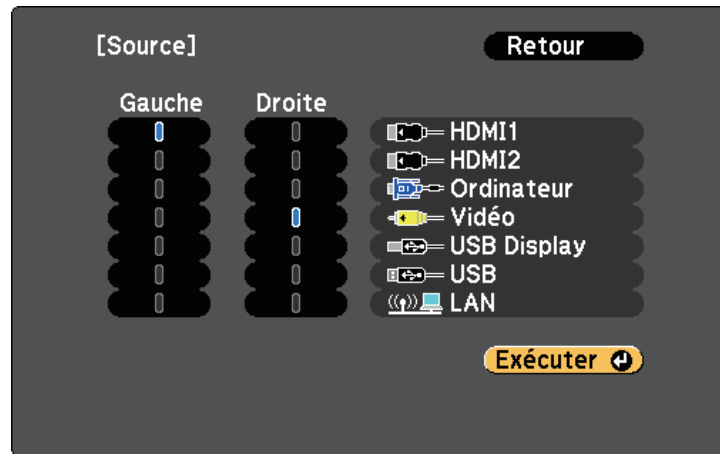 [Source] Retour
Gauche Droite
HDMI1
HDMI2
Ordinateur
Vidéo
USB Display
USB
LAN
Exécuter